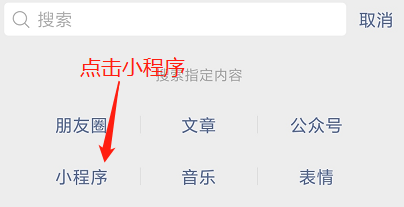 搜索 取消
点击小程序
搜索指定内容
朋友圈 文章 公众号
小程序 音乐 表情